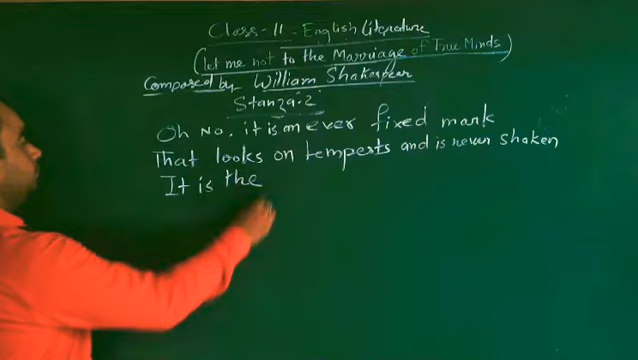 Class-11 - English Literature
(Let me not to the Marriage of True Minds)
Composed by William Shakespear
Stanza-2
Oh No, it is an ever fixed mark
That looks on tempests and is never shaken
It is the